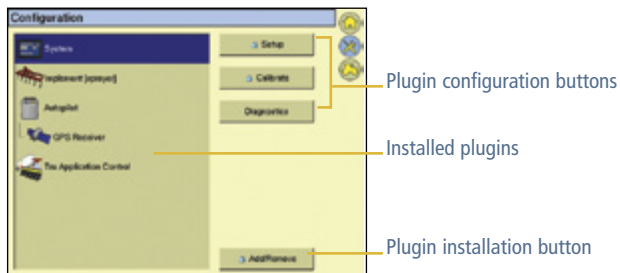 Configuration
System
Implement [sprayer]
Autopilot
GPS Receiver
Tru Application Control
Setup
Calibrate
Diagnostics
Add/Remove
Plugin configuration buttons
Installed plugins
Plugin installation button